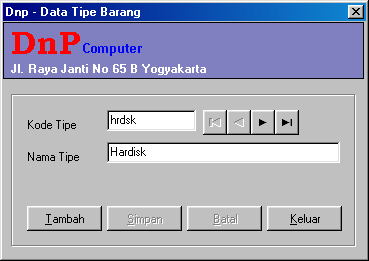 Dnp - Data Tipe Barang
DnP Computer
Jl. Raya Janti No 65 B Yogyakarta
Kode Tipe hrdsk
Nama Tipe Hardisk
Tambah Simpan Batal Keluar